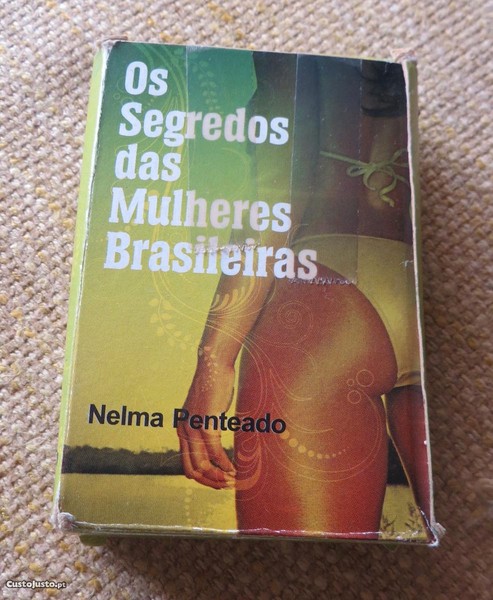 Os
Segredos
das
Mulheres
Brasileiras
Nelma Penteado
CustoJusto.pt